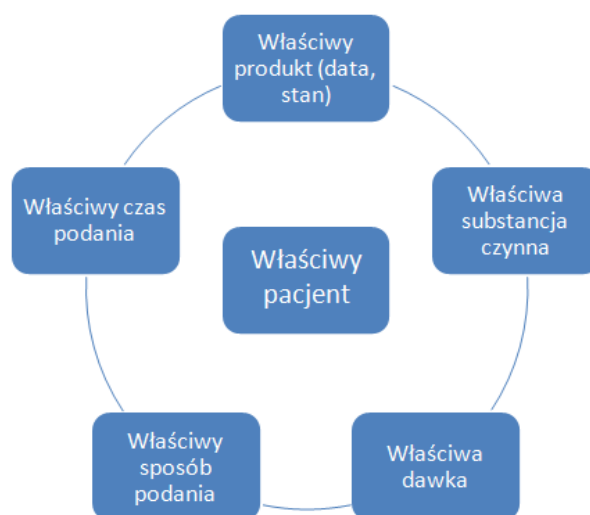 Właściwy
produkt (data,
stan)
Właściwy czas
podania
Właściwa
substancja
czynna
Właściwy
pacjent
Właściwy
sposób
podania
Właściwa
dawka